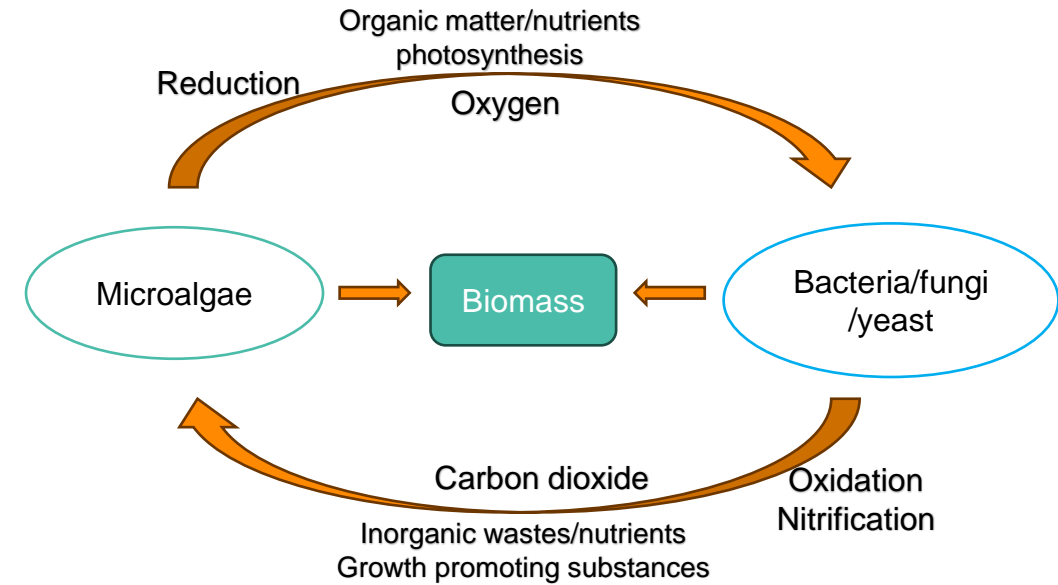 Organic matter/nutrients
photosynthesis
Reduction
Oxygen
Microalgae
Biomass
Bacteria/fungi
/yeast
Carbon dioxide
Oxidation
Nitrification
Inorganic wastes/nutrients
Growth promoting substances